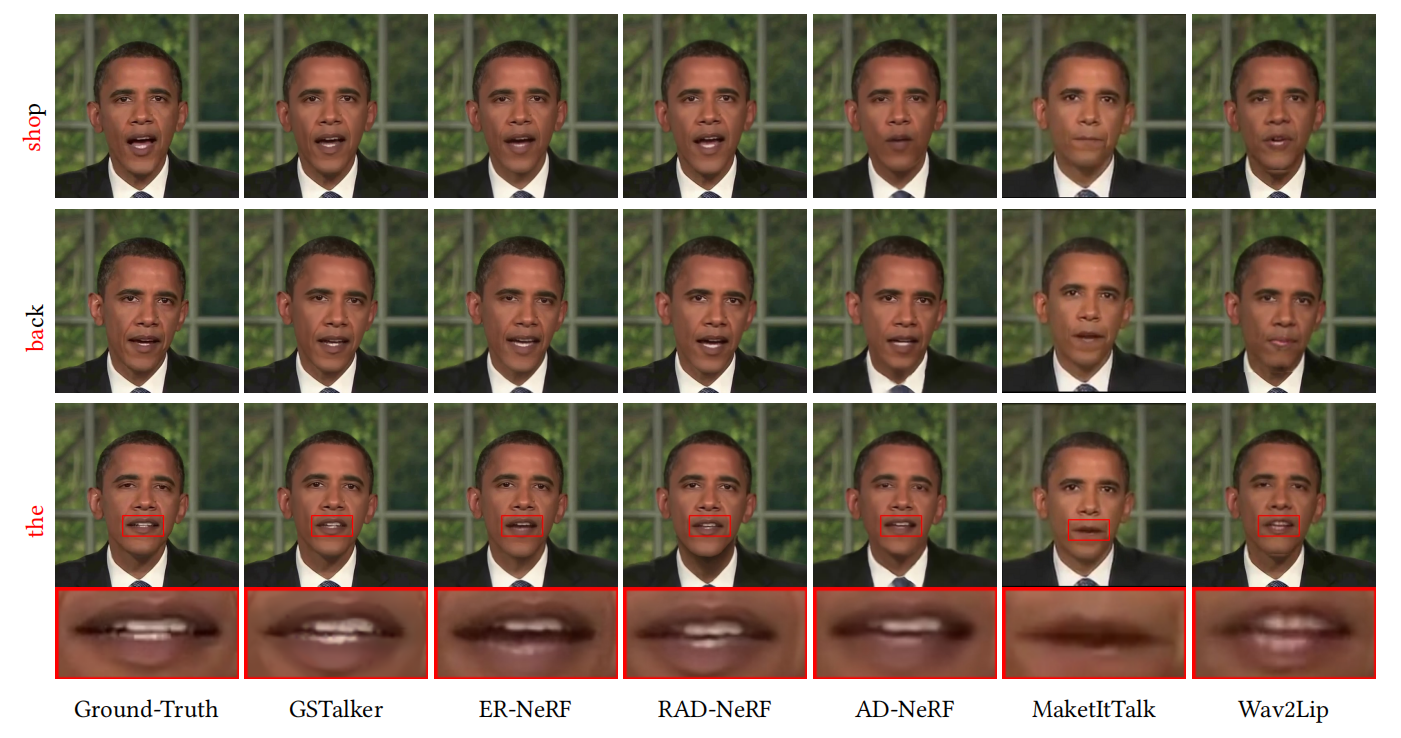 shop
back
the
Ground-Truth GSTalker ER-NeRF RAD-NeRF AD-NeRF MaketItTalk Wav2Lip